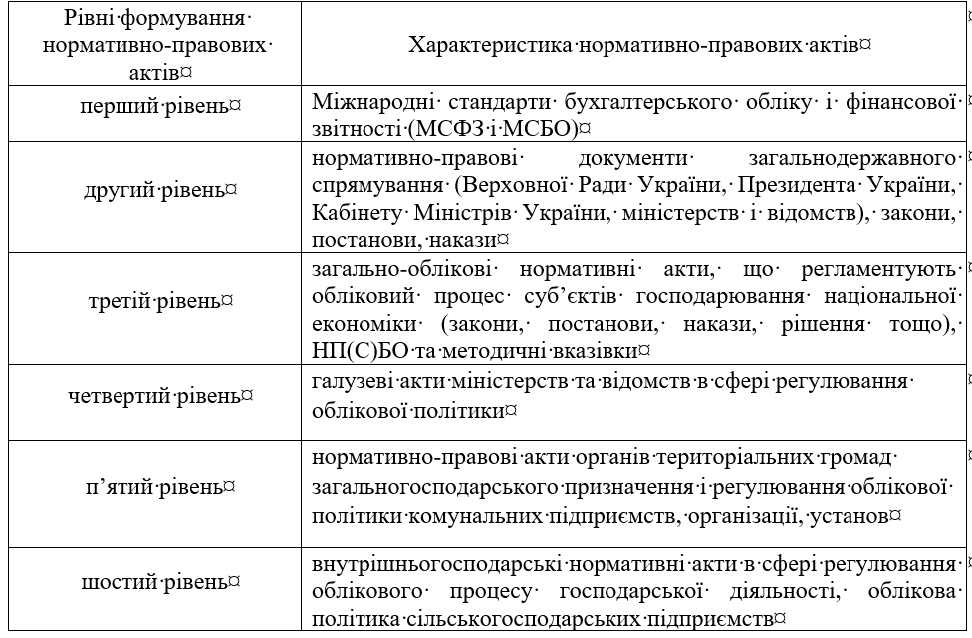 Рівні формування
нормативно-правових
актів¤
Характеристика нормативно-правових актів¤
перший рівень¤
Міжнародні стандарти бухгалтерського обліку і фінансової
звітності (МСФЗ і МСБО)¤
другий рівень¤
нормативно-правові документи загальнодержавного
спрямування (Верховної Ради України, Президента України,
Кабінету Міністрів України, міністерств і відомств), закони,
постанови, накази¤
третій рівень¤
загально-облікові нормативні акти, що регламентують
обліковий процес суб’єктів господарювання національної
економіки (закони, постанови, накази, рішення тощо),
НП(С)БО та методичні вказівки¤
четвертий рівень¤
галузеві акти міністерств та відомств в сфері регулювання
облікової політики¤
п’ятий рівень¤
нормативно-правові акти органів територіальних громад
загальногосподарського призначення і регулювання облікової
політики комунальних підприємств, організації, установ¤
шостий рівень¤
внутрішньогосподарські нормативні акти в сфері регулювання
облікового процесу господарської діяльності, облікова
політика сільськогосподарських підприємств¤